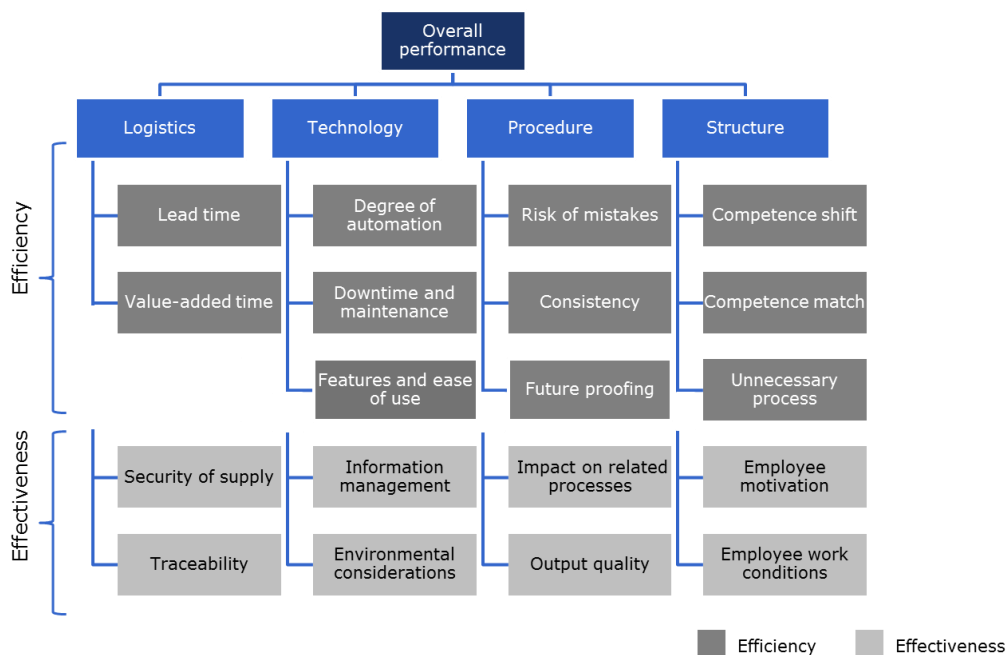 Overall
performance
Logistics
Technology
Procedure
Structure
Efficiency
Lead time
Degree of
automation
Risk of mistakes
Competence shift
Value-added time
Downtime and
maintenance
Consistency
Competence match
Features and ease
of use
Future proofing
Unnecessary
process
Effectiveness
Security of supply
Information
management
Impact on related
processes
Employee
motivation
Traceability
Environmental
considerations
Output quality
Employee work
conditions
Efficiency
Effectiveness